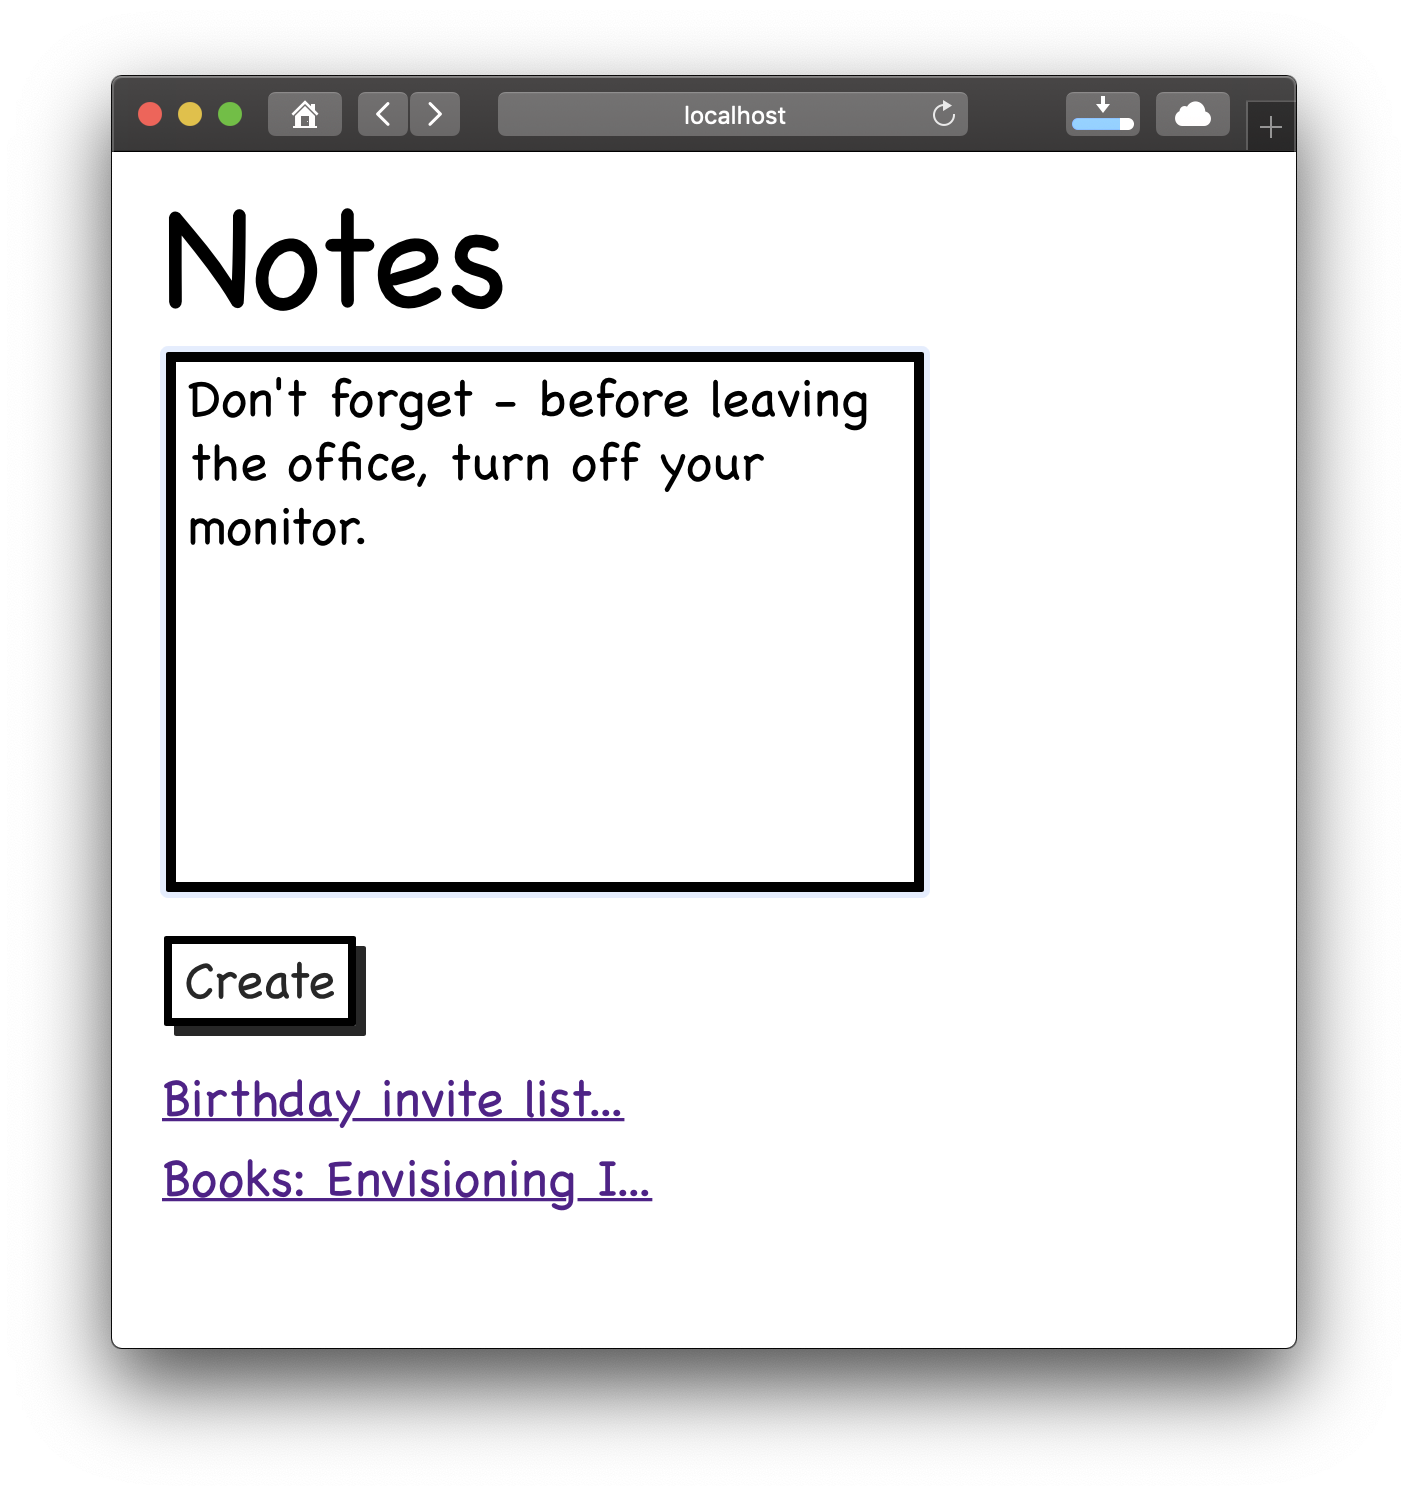 localhost
Notes
Don't forget - before leaving
the office, turn off your
monitor.
Create
Birthday invite list...
Books: Envisioning I...